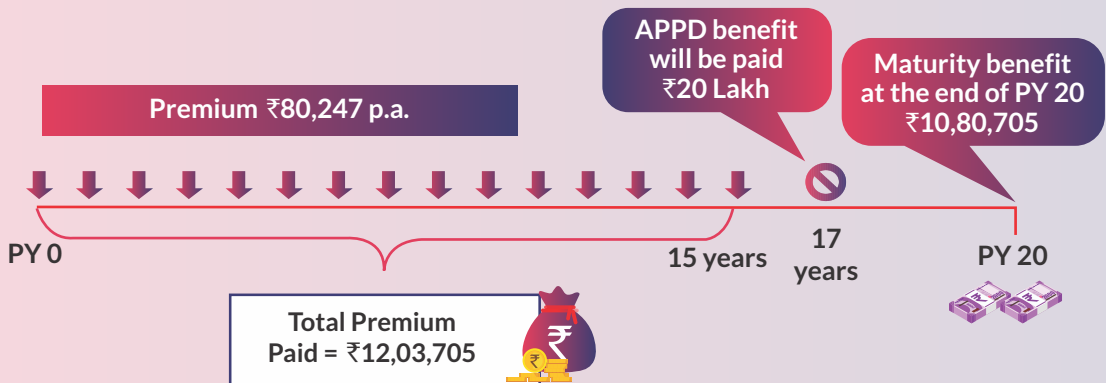 APPD benefit
will be paid
₹20 Lakh
Maturity benefit
at the end of PY 20
₹10,80,705
Premium ₹80,247 p.a.
PY 0
15 years
17
years
PY 20
Total Premium
Paid = ₹12,03,705
₹
₹